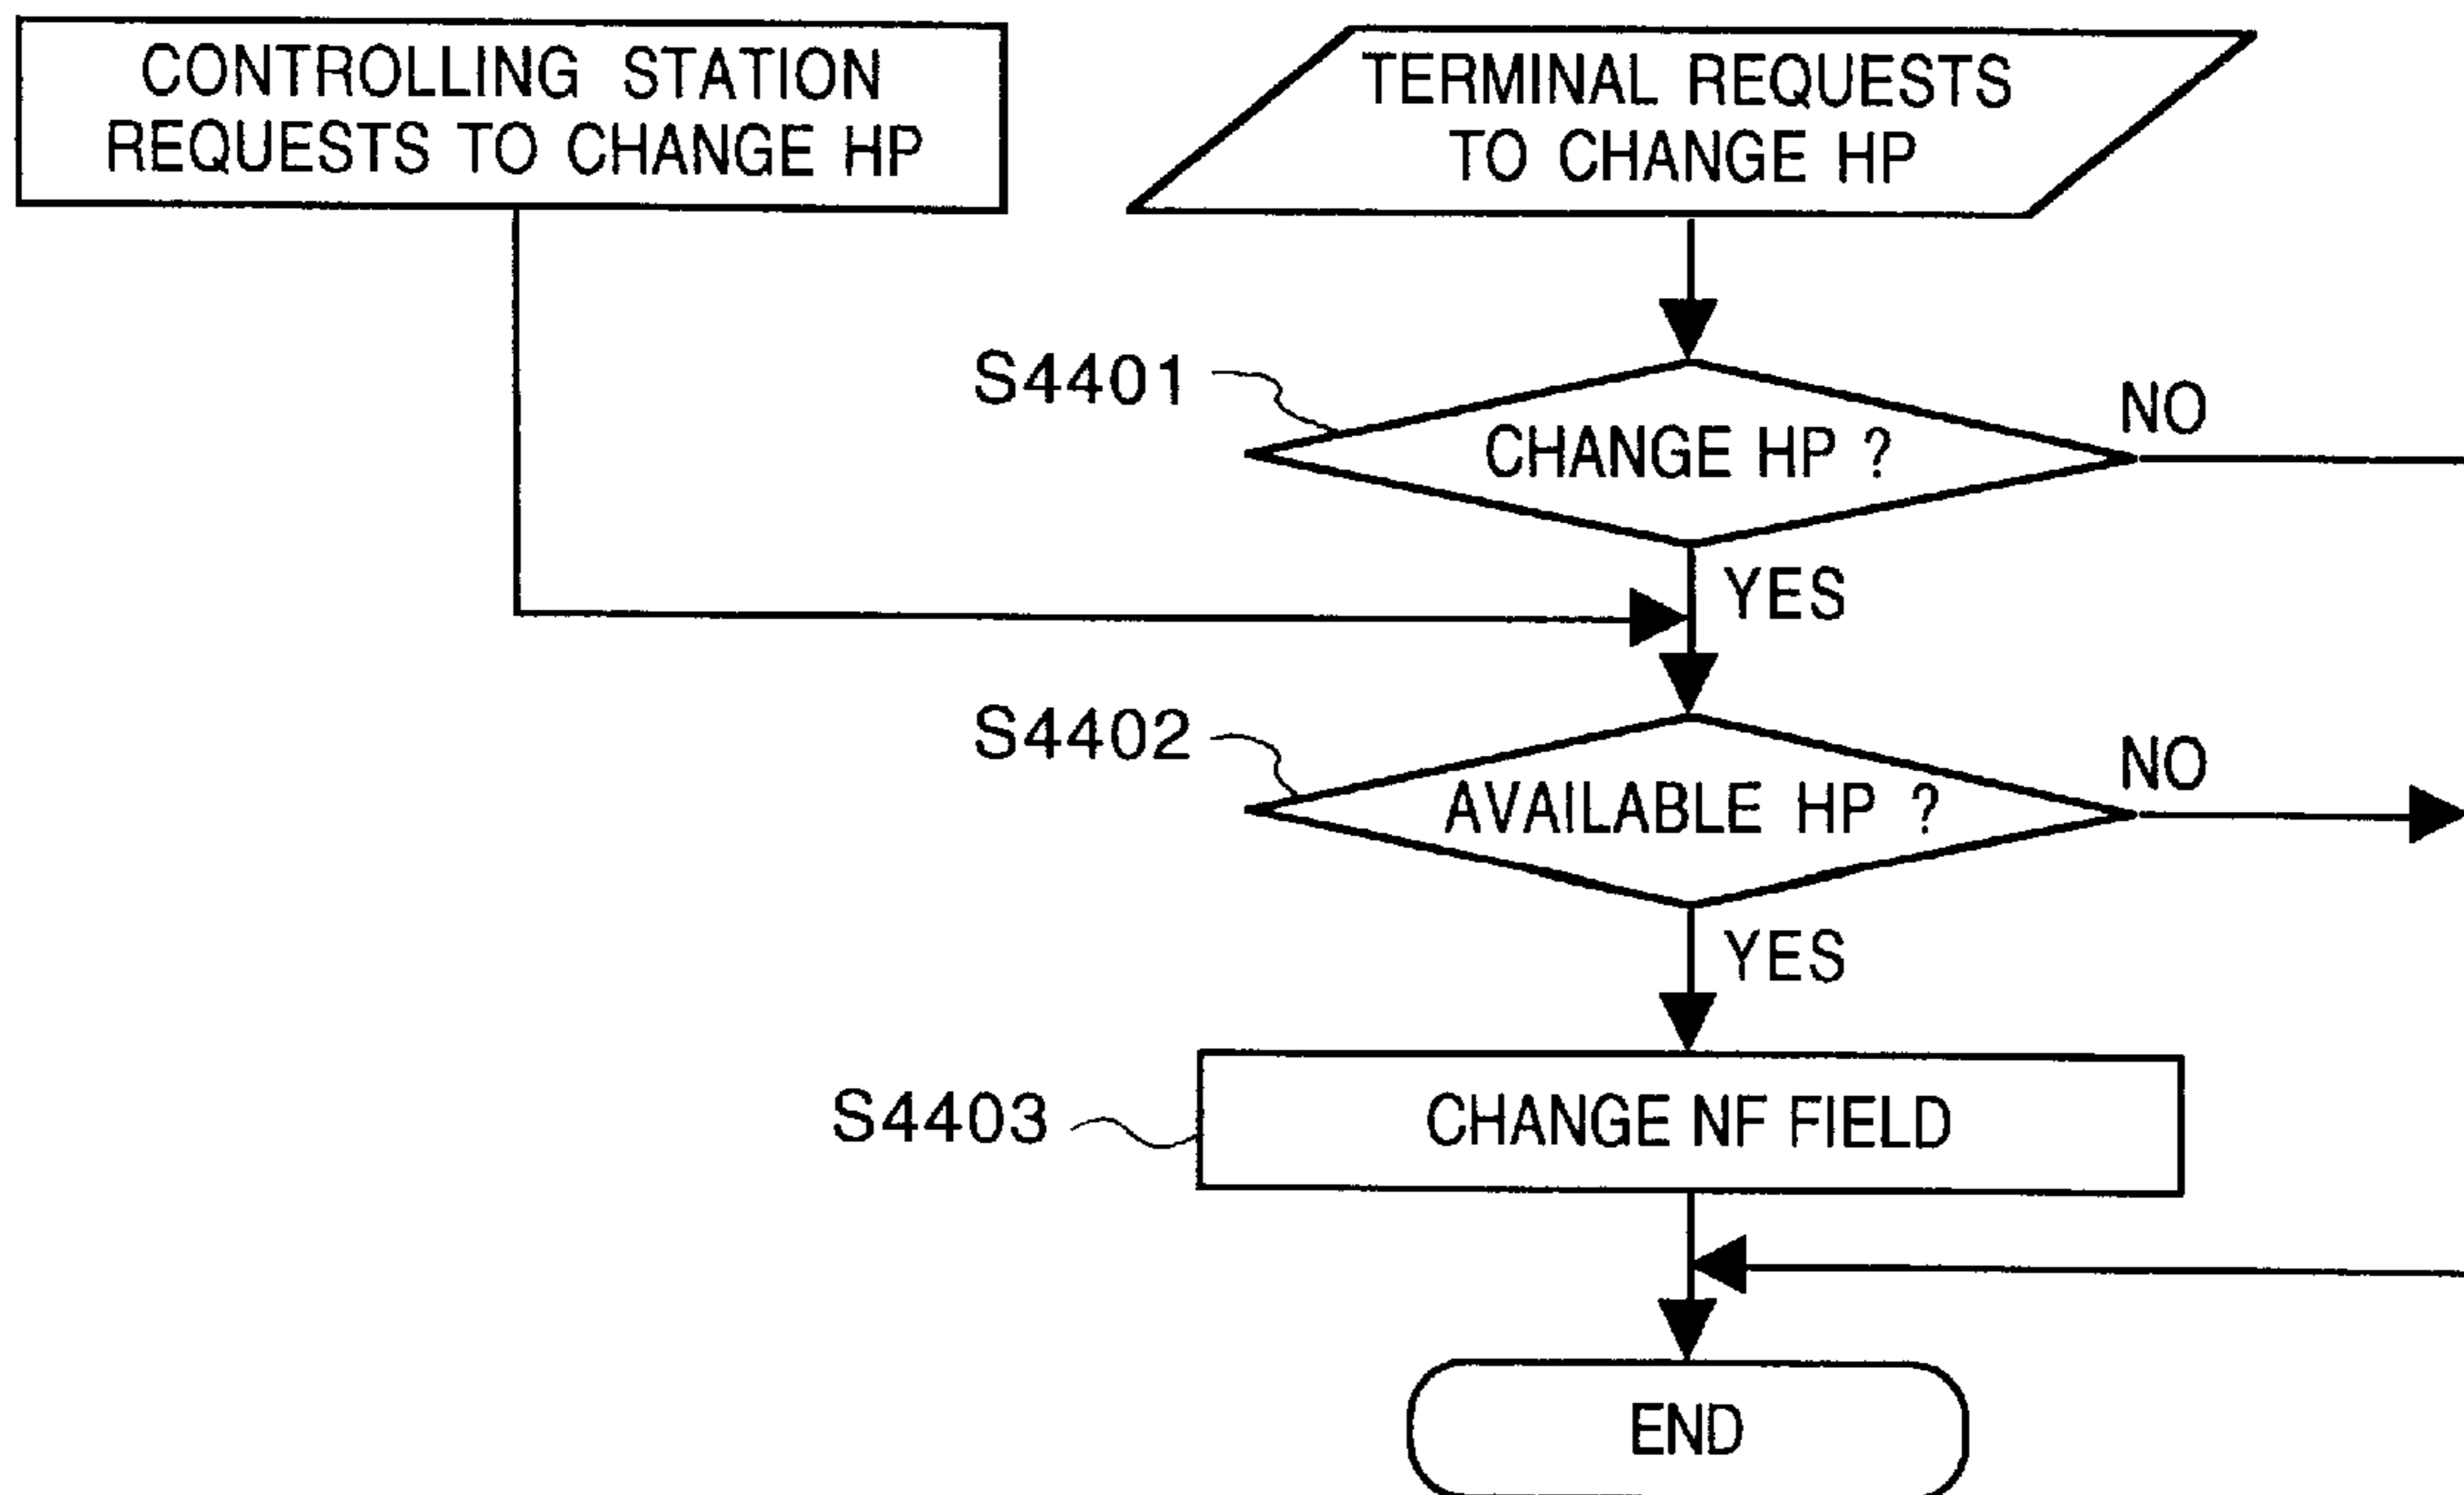 CONTROLLING STATION
REQUESTS TO CHANGE HP
TERMINAL REQUESTS
TO CHANGE HP
S4401
CHANGE HP ?
NO
YES
S4402
AVAILABLE HP ?
NO
YES
S4403
CHANGE NF FIELD
END